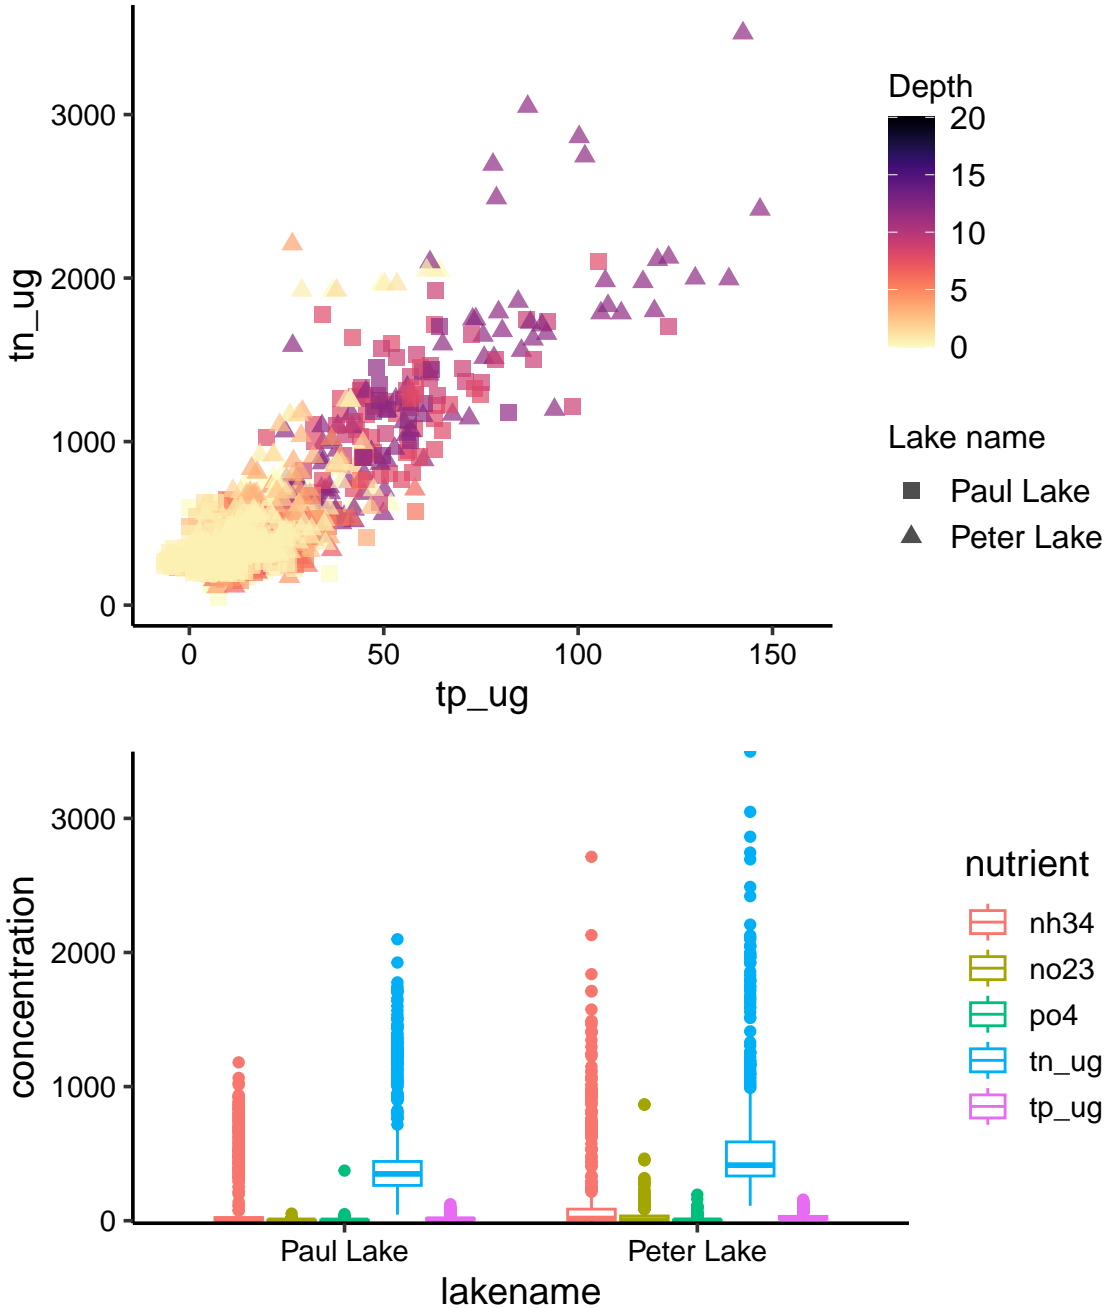 tn_ug
3000
2000
1000
0
0 50 100 150
tp_ug
Depth
20
15
10
5
0
Lake name
Paul Lake
Peter Lake
concentration
3000
2000
1000
0
Paul Lake Peter Lake
lakename
nutrient
nh34
no23
po4
tn_ug
tp_ug